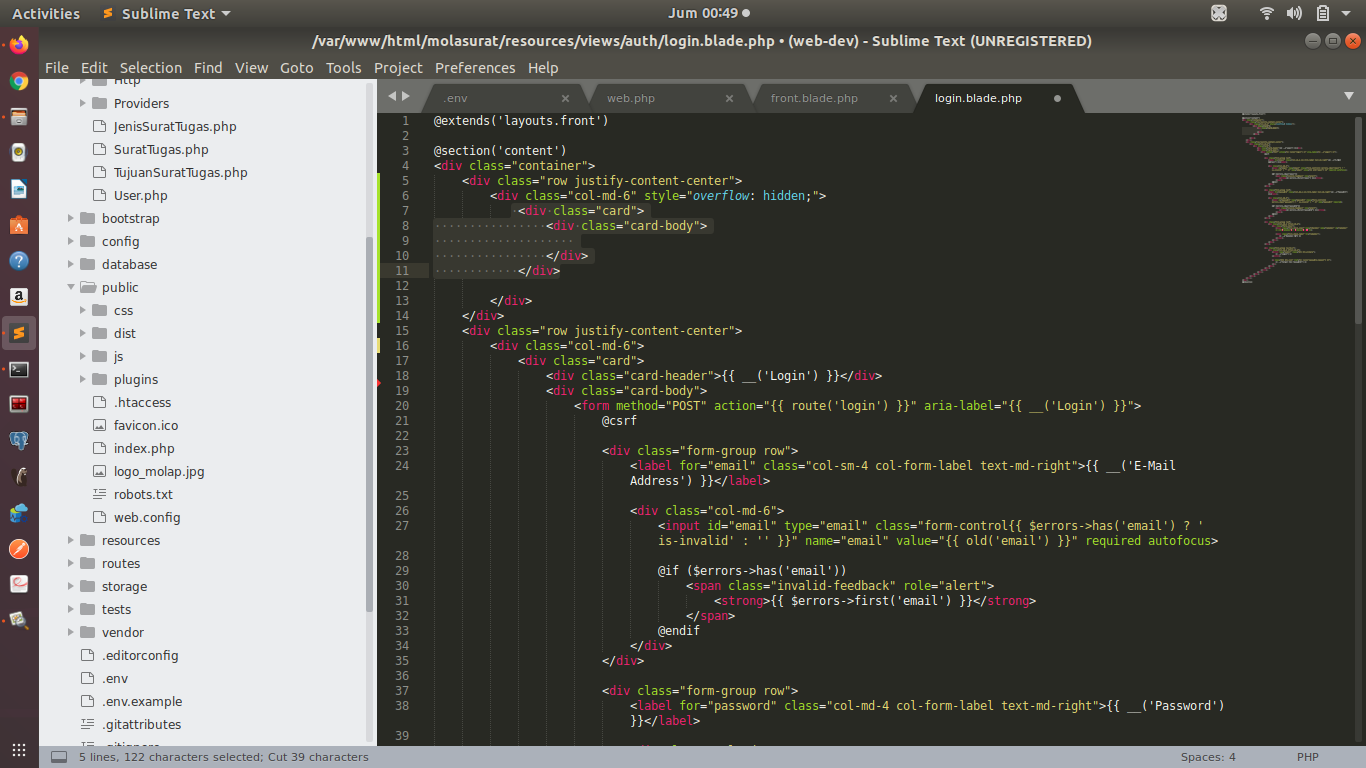 Activities Sublime Text Jum 00:49
/var/www/html/molasurat/resources/views/auth/login.blade.php • (web-dev) - Sublime Text (UNREGISTERED)
File Edit Selection Find View Goto Tools Project Preferences Help
Http
Providers
JenisSuratTugas.php
SuratTugas.php
TujuanSuratTugas.php
User.php
bootstrap
config
database
public
css
dist
js
plugins
.htaccess
favicon.ico
index.php
logo_molap.jpg
robots.txt
web.config
resources
routes
storage
tests
vendor
.editorconfig
.env
.env.example
.gitattributes
.gitignore
.env web.php front.blade.php login.blade.php
1 @extends('layouts.front')
2
3 @section('content')
4 <div class="container">
5 <div class="row justify-content-center">
6 <div class="col-md-6" style="overflow: hidden;">
7 <div class="card">
8 <div class="card-body">
9
10 </div>
11 </div>
12
13 </div>
14 </div>
15 <div class="row justify-content-center">
16 <div class="col-md-6">
17 <div class="card">
18 <div class="card-header">{{ __('Login') }}</div>
19 <div class="card-body">
20 <form method="POST" action="{{ route('login') }}" aria-label="{{ __('Login') }}">
21 @csrf
22
23 <div class="form-group row">
24 <label for="email" class="col-sm-4 col-form-label text-md-right">{{ __('E-Mail
Address') }}</label>
25
26 <div class="col-md-6">
27 <input id="email" type="email" class="form-control{{ $errors->has('email') ? '
is-invalid' : '' }}" name="email" value="{{ old('email') }}" required autofocus>
28
29 @if ($errors->has('email'))
30 <span class="invalid-feedback" role="alert">
31 <strong>{{ $errors->first('email') }}</strong>
32 </span>
33 @endif
34 </div>
35 </div>
36
37 <div class="form-group row">
38 <label for="password" class="col-md-4 col-form-label text-md-right">{{ __('Password')
}}</label>
39
5 lines, 122 characters selected; Cut 39 characters Spaces: 4 PHP